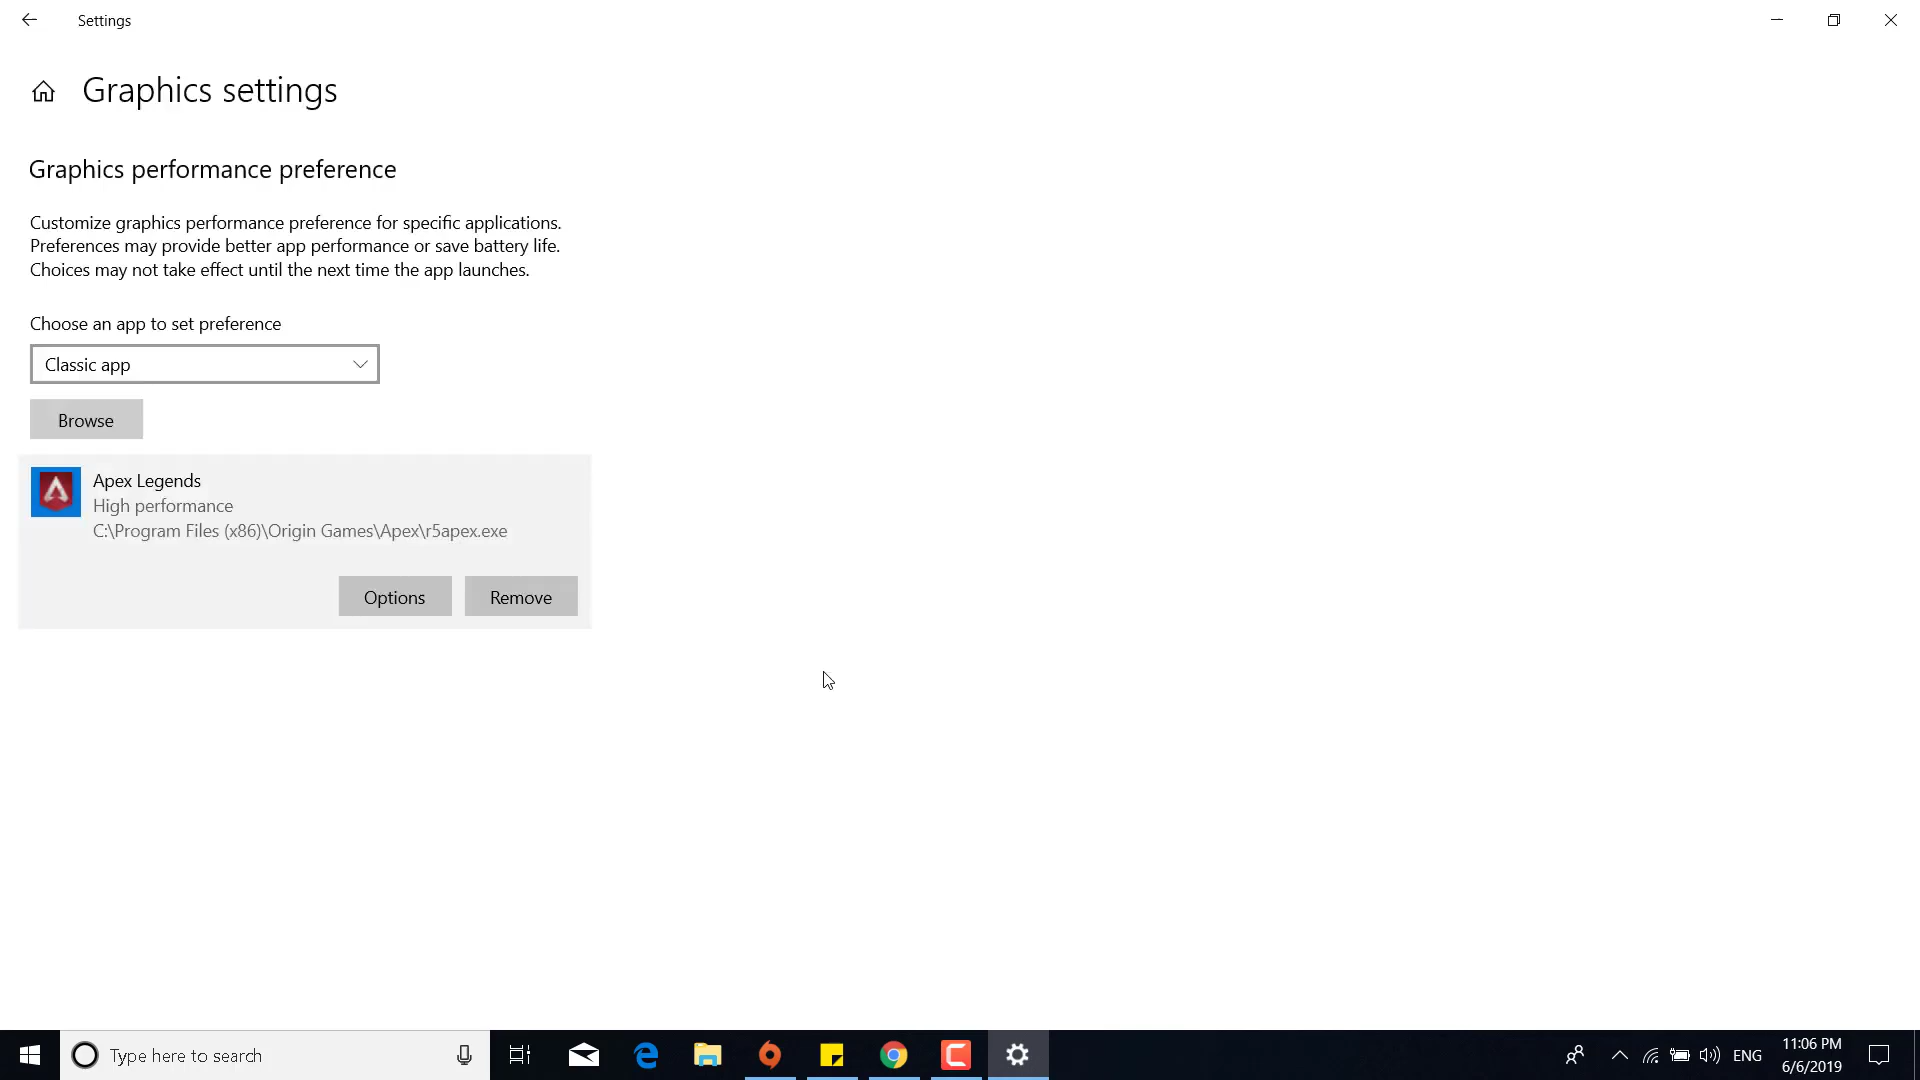 Settings
Graphics settings
Graphics performance preference
Customize graphics performance preference for specific applications.
Preferences may provide better app performance or save battery life.
Choices may not take effect until the next time the app launches.
Choose an app to set preference
Classic app
Browse
Apex Legends
High performance
C:\Program Files (x86)\Origin Games\Apex\r5apex.exe
Options
Remove
Type here to search
ENG
11:06 PM
6/6/2019